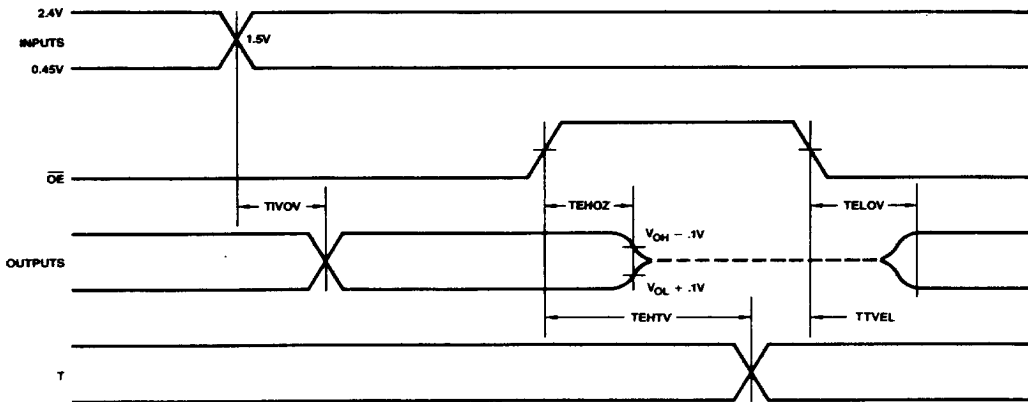 2.4V
INPUTS
1.5V
0.45V
OE
TIVOV
TEHOZ
TELOV
VOH – .1V
OUTPUTS
VOL + .1V
TEHTV
TTVEL
T